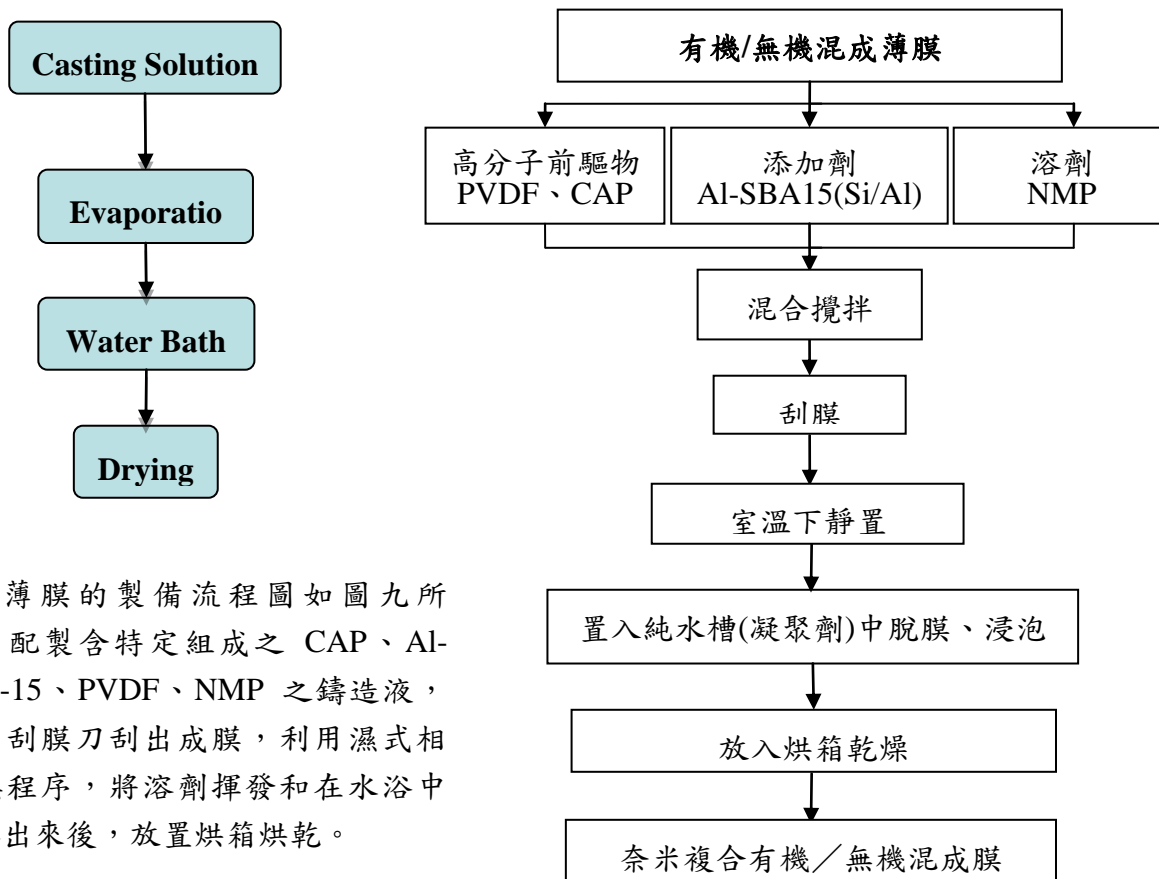 Casting Solution
Evaporatio
Water Bath
Drying
薄膜的製備流程圖如圖九所
配製含特定組成之 CAP、Al-
-15、PVDF、NMP 之鑄造液，
刮膜刀刮出成膜，利用濕式相
程序，將溶劑揮發和在水浴中
出來後，放置烘箱烘乾。
有機/無機混成薄膜
高分子前驅物
PVDF、CAP
添加劑
Al-SBA15(Si/Al)
溶劑
NMP
混合攪拌
刮膜
室溫下靜置
置入純水槽(凝聚劑)中脫膜、浸泡
放入烘箱乾燥
奈米複合有機／無機混成膜